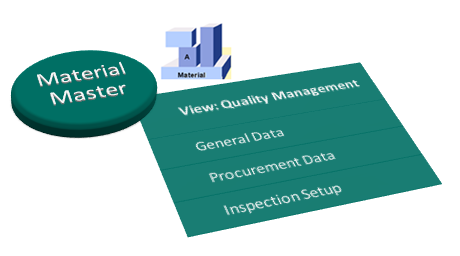 Material
Master
A
Material
View: Quality Management
General Data
Procurement Data
Inspection Setup